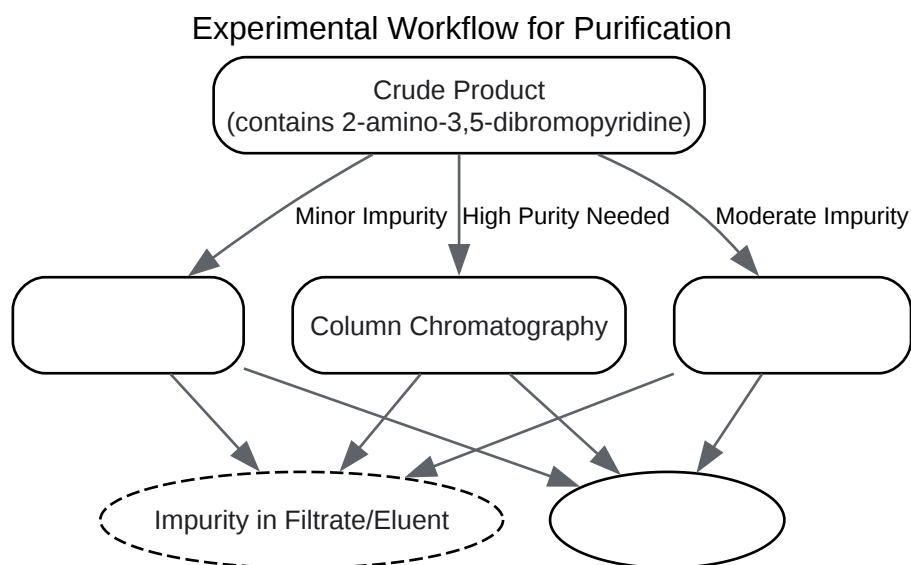 Experimental Workflow for Purification
Crude Product
(contains 2-amino-3,5-dibromopyridine)
Minor Impurity
High Purity Needed
Moderate Impurity
Column Chromatography
Impurity in Filtrate/Eluent